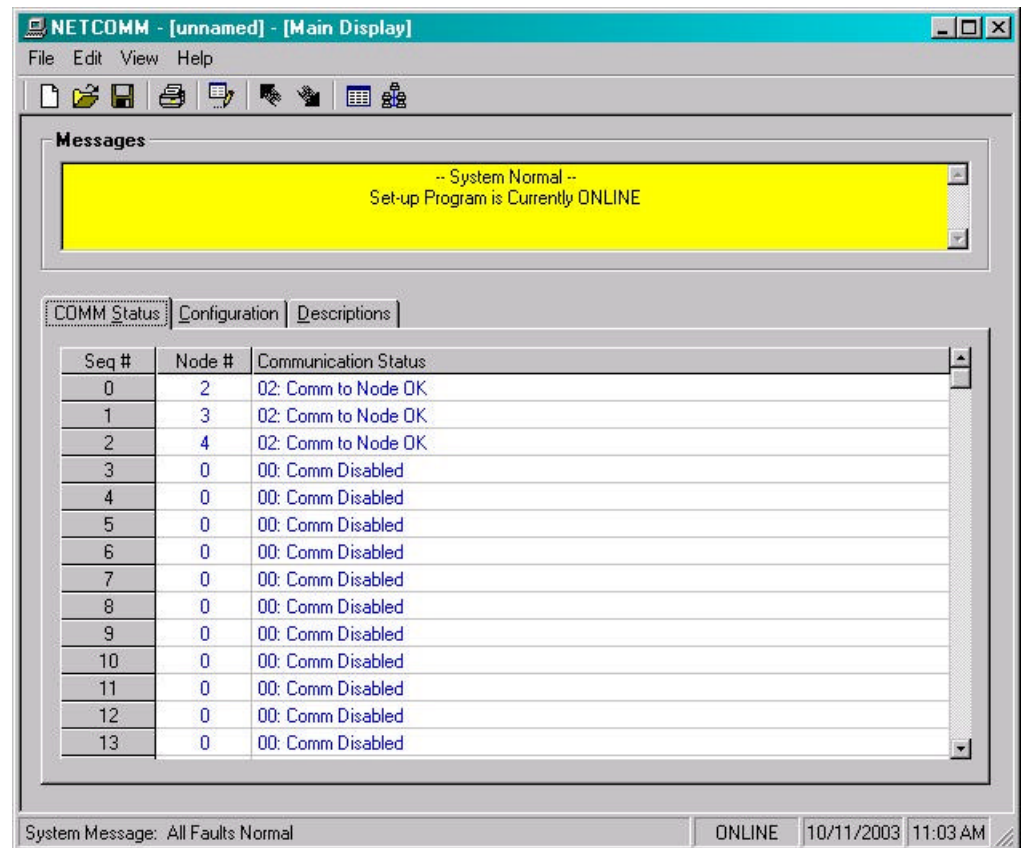 NETCOMM - [unnamed] - [Main Display]
File Edit View Help
Messages
-- System Normal --
Set-up Program is Currently ONLINE
COMM Status Configuration Descriptions
Seq # Node # Communication Status
0 2 02: Comm to Node OK
1 3 02: Comm to Node OK
2 4 02: Comm to Node OK
3 0 00: Comm Disabled
4 0 00: Comm Disabled
5 0 00: Comm Disabled
6 0 00: Comm Disabled
7 0 00: Comm Disabled
8 0 00: Comm Disabled
9 0 00: Comm Disabled
10 0 00: Comm Disabled
11 0 00: Comm Disabled
12 0 00: Comm Disabled
13 0 00: Comm Disabled
System Message: All Faults Normal ONLINE 10/11/2003 11:03 AM